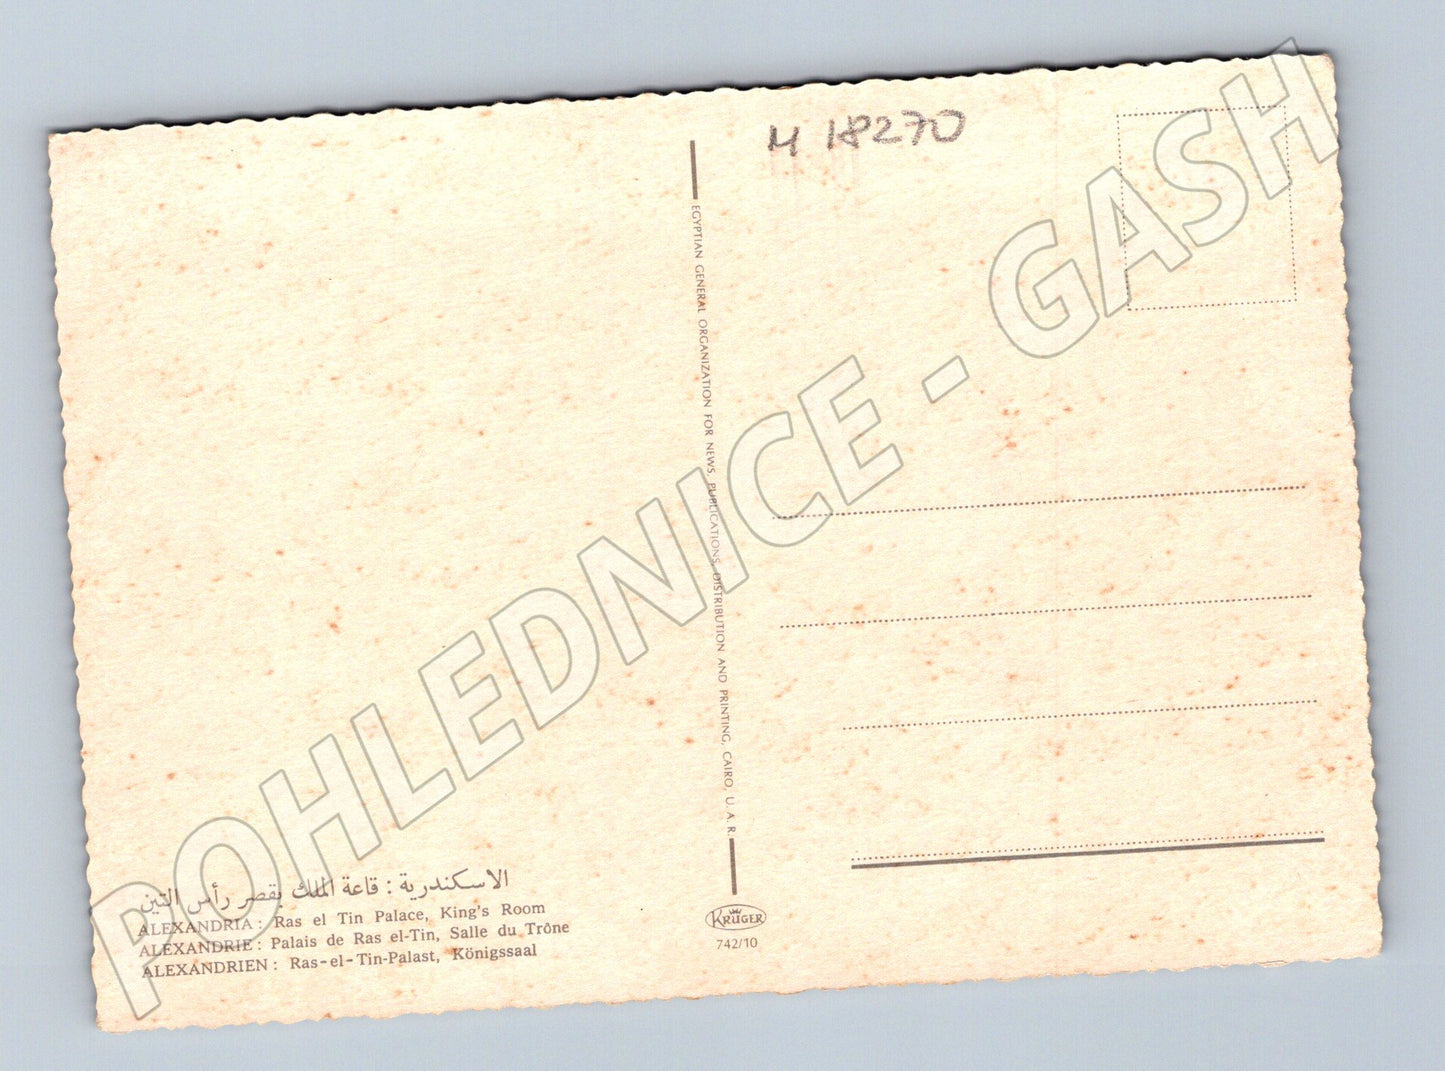 M 18270
EGYPTIAN GENERAL ORGANIZATION FOR NEWS, PUBLICATIONS, DISTRIBUTION AND PRINTING, CAIRO, U. A. R.
الاسكندرية : قاعة الملك بقصر رأس التين
ALEXANDRIA : Ras el Tin Palace, King's Room
ALEXANDRIE : Palais de Ras el-Tin, Salle du Trône
ALEXANDRIEN : Ras-el-Tin-Palast, Königssaal
KRÜGER
742/10
POHLEDNICE - GASH